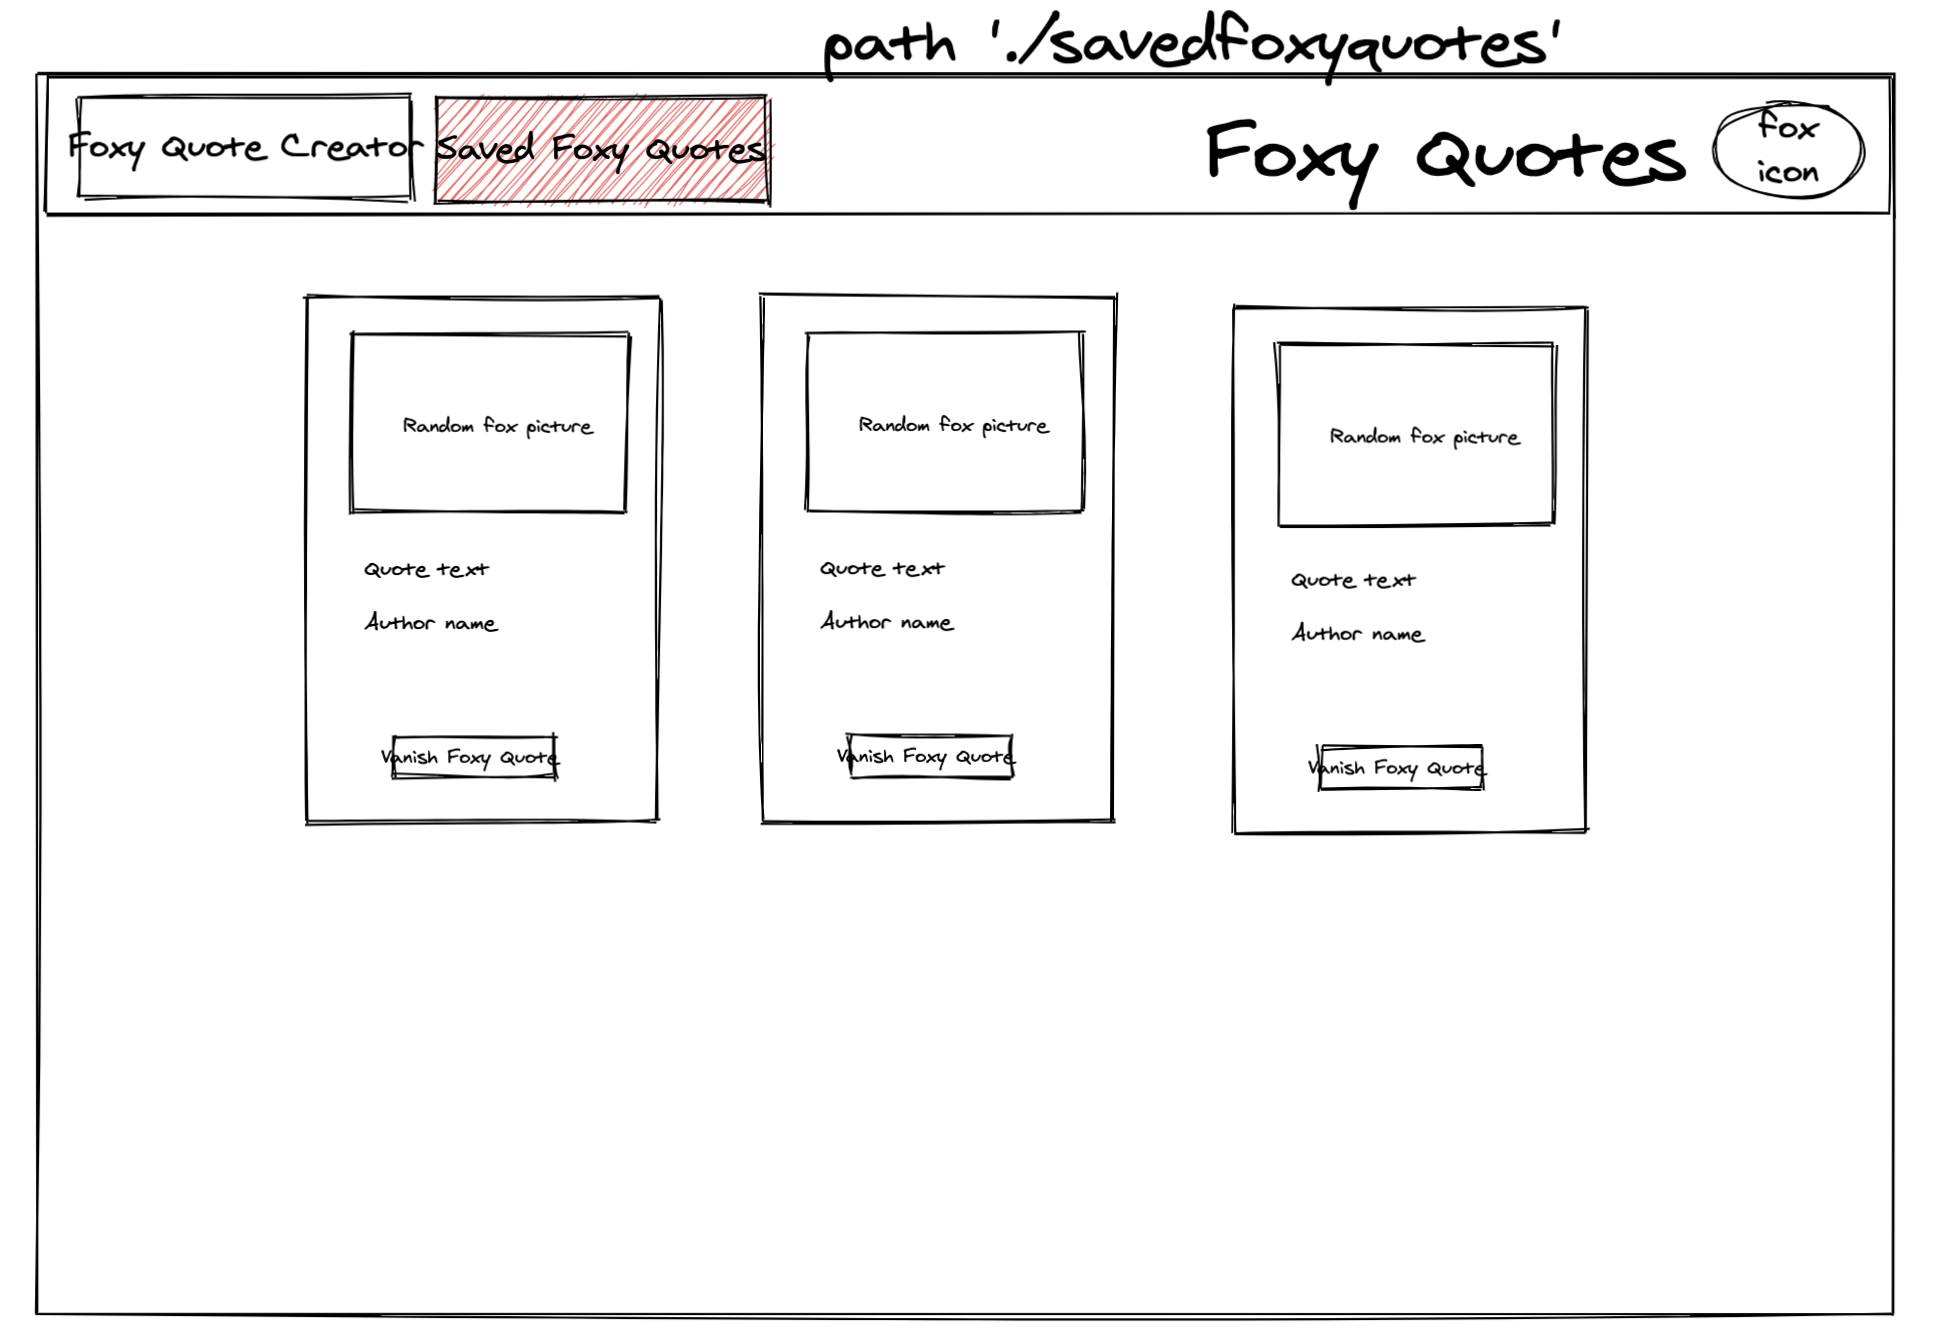 path './savedfoxyquotes'
Foxy Quote Creator
Saved Foxy Quotes
Foxy Quotes
fox
icon
Random fox picture
Quote text
Author name
Vanish Foxy Quote
Random fox picture
Quote text
Author name
Vanish Foxy Quote
Random fox picture
Quote text
Author name
Vanish Foxy Quote